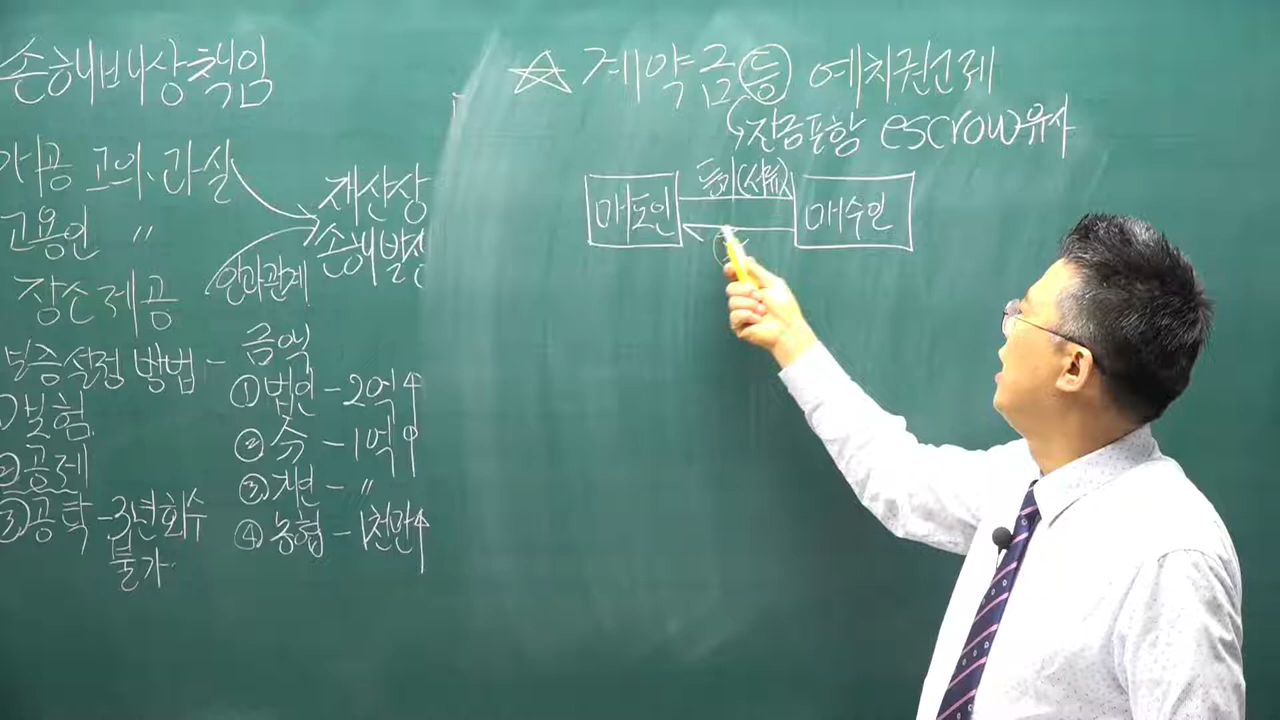 손해배상책임
개공 고의·과실
고용인 〃
장소제공
재산상
손해발생
인과관계
보증설정 방법 -
① 보험
② 공제
③ 공탁 - 3년 회수
불가
금액
① 법인 - 2억↑
② 分 - 1억↑
③ 개인 - 〃
④ 농협 - 1천만↑
☆ 계약금등 예치권고제
잔금포함 escrow유사
매도인
등기(서류)
매수인